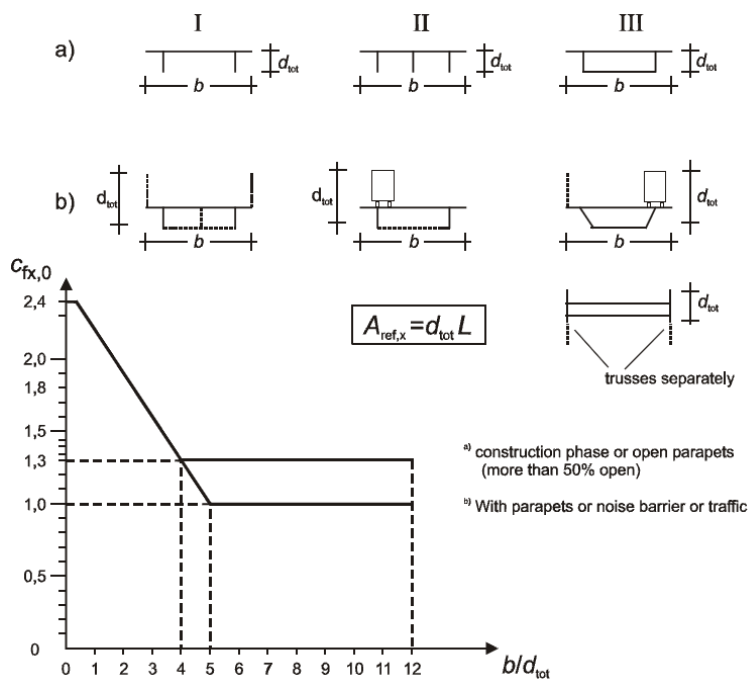 I II III
a) d_tot d_tot d_tot
b b b
b) d_tot d_tot d_tot
b b b
c_fx,0
2,4
A_ref,x = d_tot L
d_tot
trusses separately
2,0
1,8
1,5
1,3
1,0
0,5
0
a) construction phase or open parapets
(more than 50% open)
b) With parapets or noise barrier or traffic
0 1 2 3 4 5 6 7 8 9 10 11 12 b/d_tot